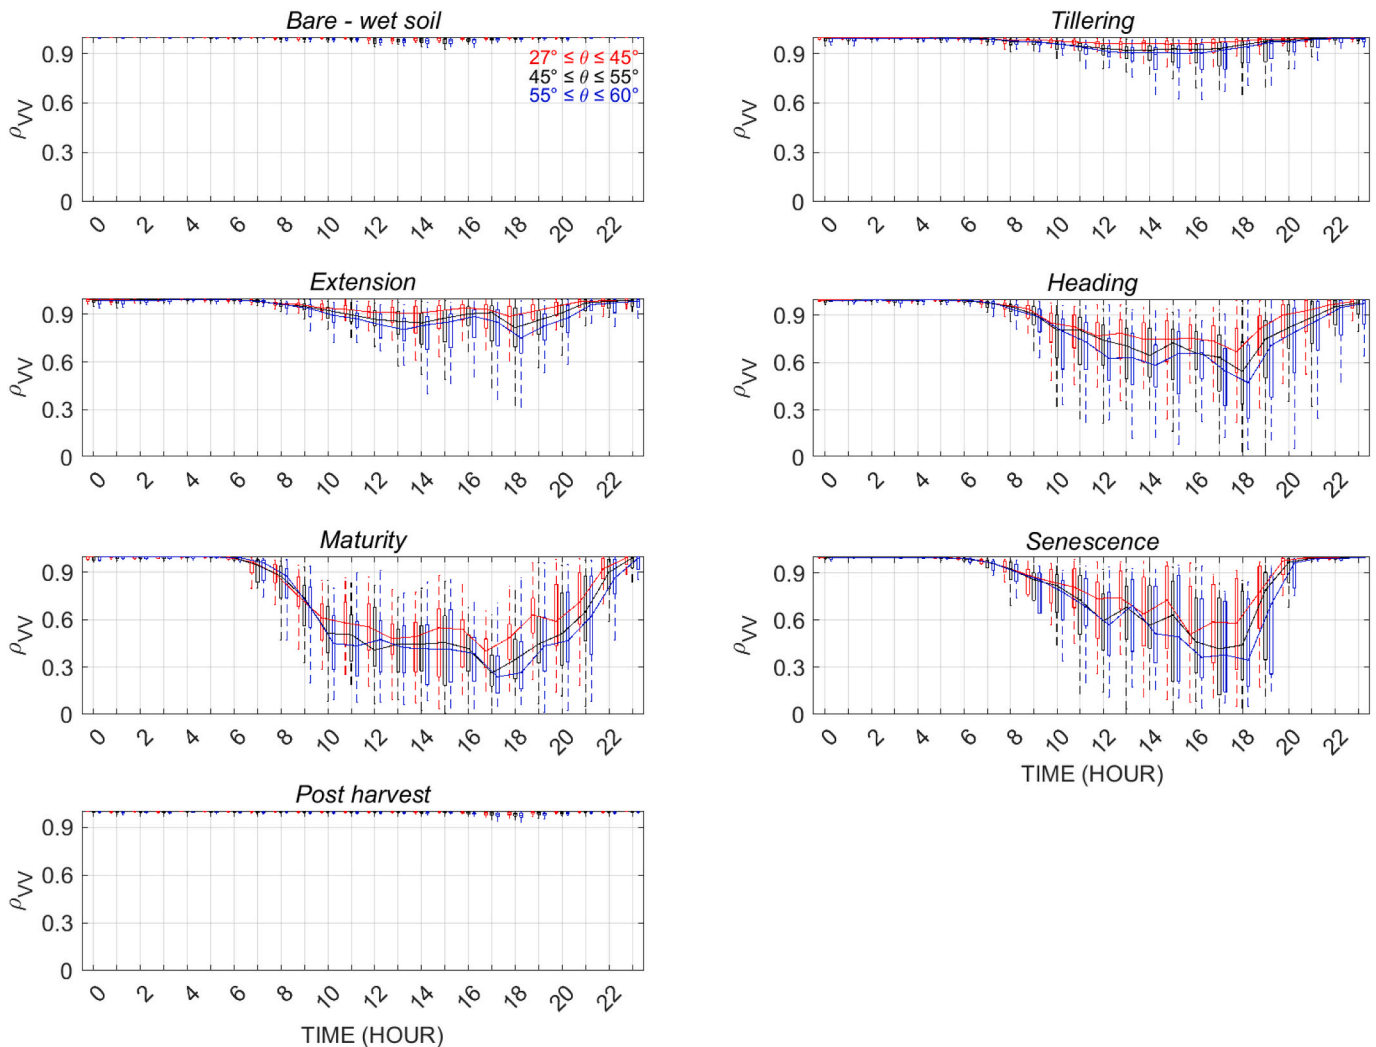 Bare - wet soil
ρVV
0.9
0.6
0.3
0
27° ≤ θ ≤ 45°
45° ≤ θ ≤ 55°
55° ≤ θ ≤ 60°
0 2 4 6 8 10 12 14 16 18 20 22
Tillering
ρVV
0.9
0.6
0.3
0
0 2 4 6 8 10 12 14 16 18 20 22
Extension
ρVV
0.9
0.6
0.3
0
0 2 4 6 8 10 12 14 16 18 20 22
Heading
ρVV
0.9
0.6
0.3
0
0 2 4 6 8 10 12 14 16 18 20 22
Maturity
ρVV
0.9
0.6
0.3
0
0 2 4 6 8 10 12 14 16 18 20 22
Senescence
ρVV
0.9
0.6
0.3
0
0 2 4 6 8 10 12 14 16 18 20 22
TIME (HOUR)
Post harvest
ρVV
0.9
0.6
0.3
0
0 2 4 6 8 10 12 14 16 18 20 22
TIME (HOUR)